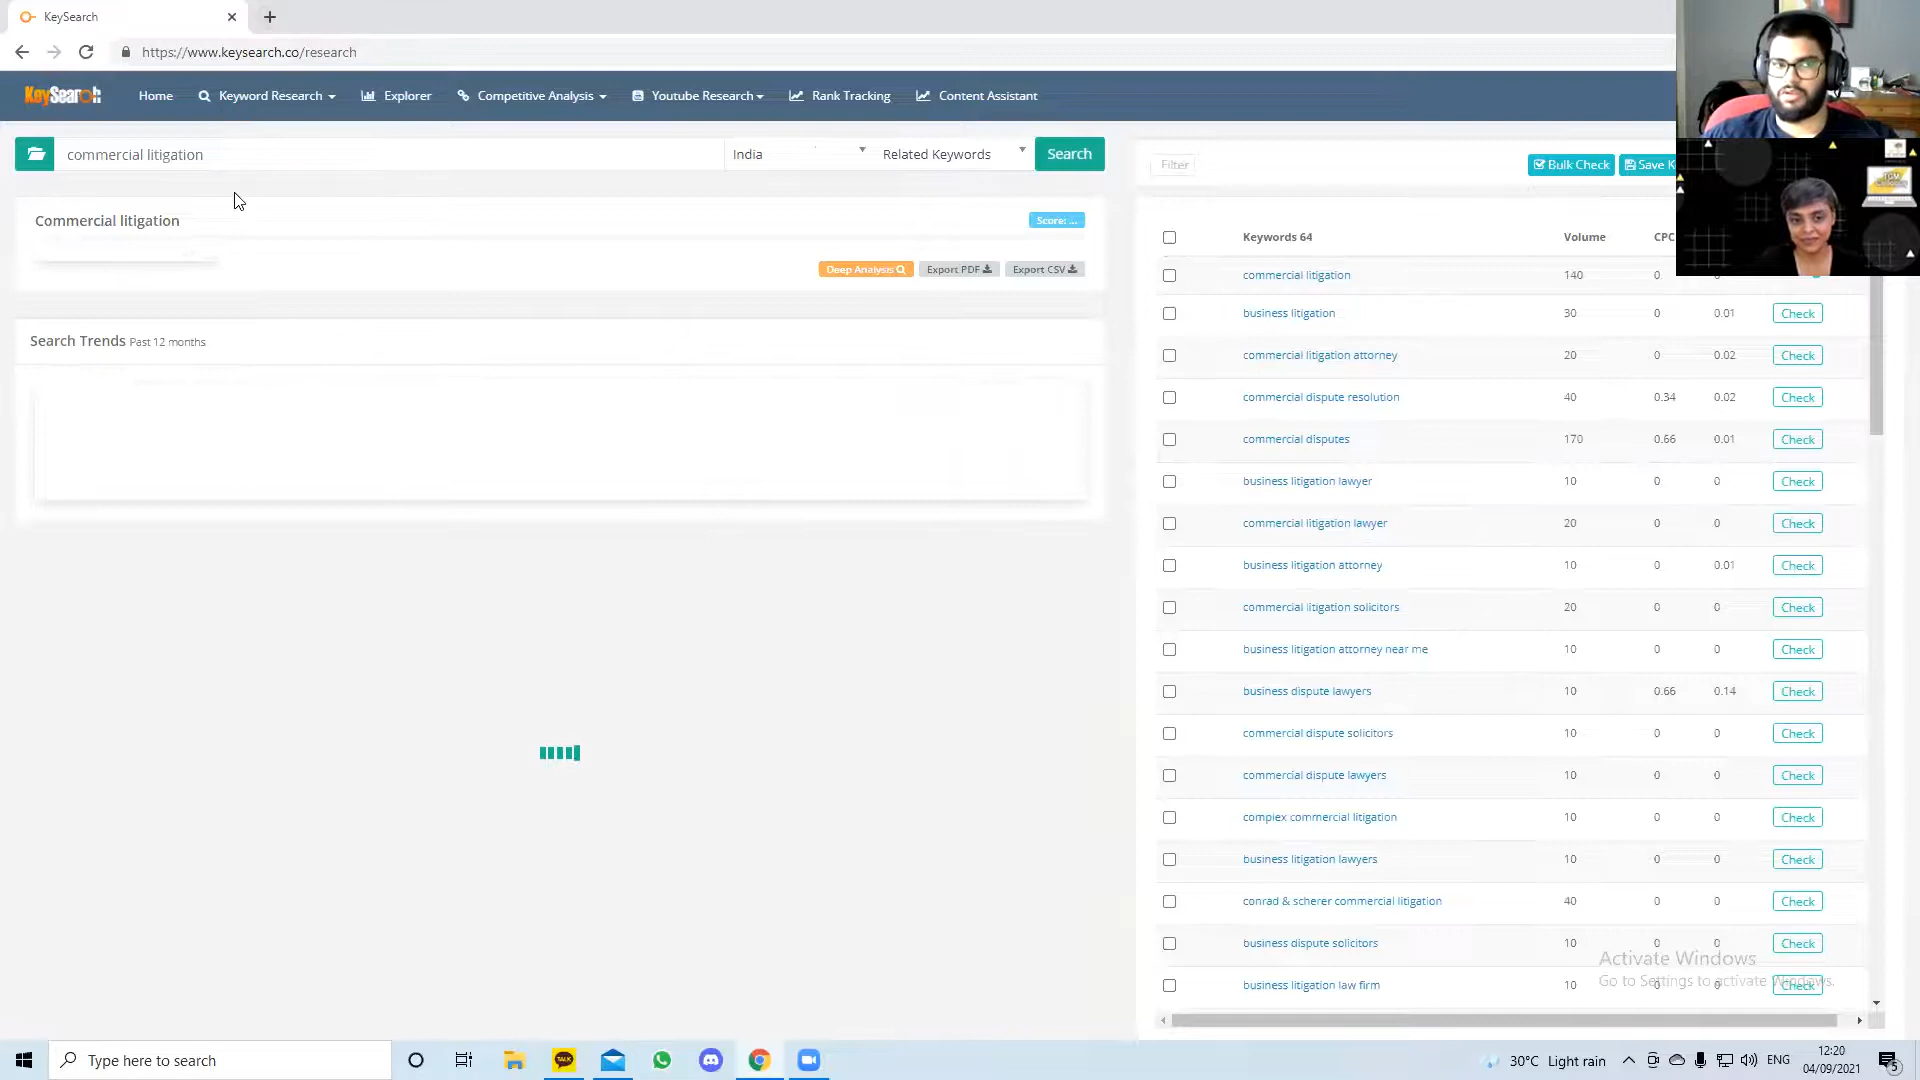 KeySearch
https://www.keysearch.co/research
KeySearch
Home
Keyword Research
Explorer
Competitive Analysis
Youtube Research
Rank Tracking
Content Assistant
commercial litigation
India
Related Keywords
Search
Filter
Bulk Check
Save K
Commercial litigation
Score: ...
Deep Analysis
Export PDF
Export CSV
Search Trends Past 12 months
Keywords 64 Volume CPC
commercial litigation 140 0
business litigation 30 0 0.01 Check
commercial litigation attorney 20 0 0.02 Check
commercial dispute resolution 40 0.34 0.02 Check
commercial disputes 170 0.66 0.01 Check
business litigation lawyer 10 0 0 Check
commercial litigation lawyer 20 0 0 Check
business litigation attorney 10 0 0.01 Check
commercial litigation solicitors 20 0 0 Check
business litigation attorney near me 10 0 0 Check
business dispute lawyers 10 0.66 0.14 Check
commercial dispute solicitors 10 0 0 Check
commercial dispute lawyers 10 0 0 Check
complex commercial litigation 10 0 0 Check
business litigation lawyers 10 0 0 Check
conrad & scherer commercial litigation 40 0 0 Check
business dispute solicitors 10 0 0 Check
business litigation law firm 10 0 0 Check
Activate Windows
Go to Settings to activate Windows.
Type here to search
TALK
30°C Light rain
ENG
12:20
04/09/2021
5